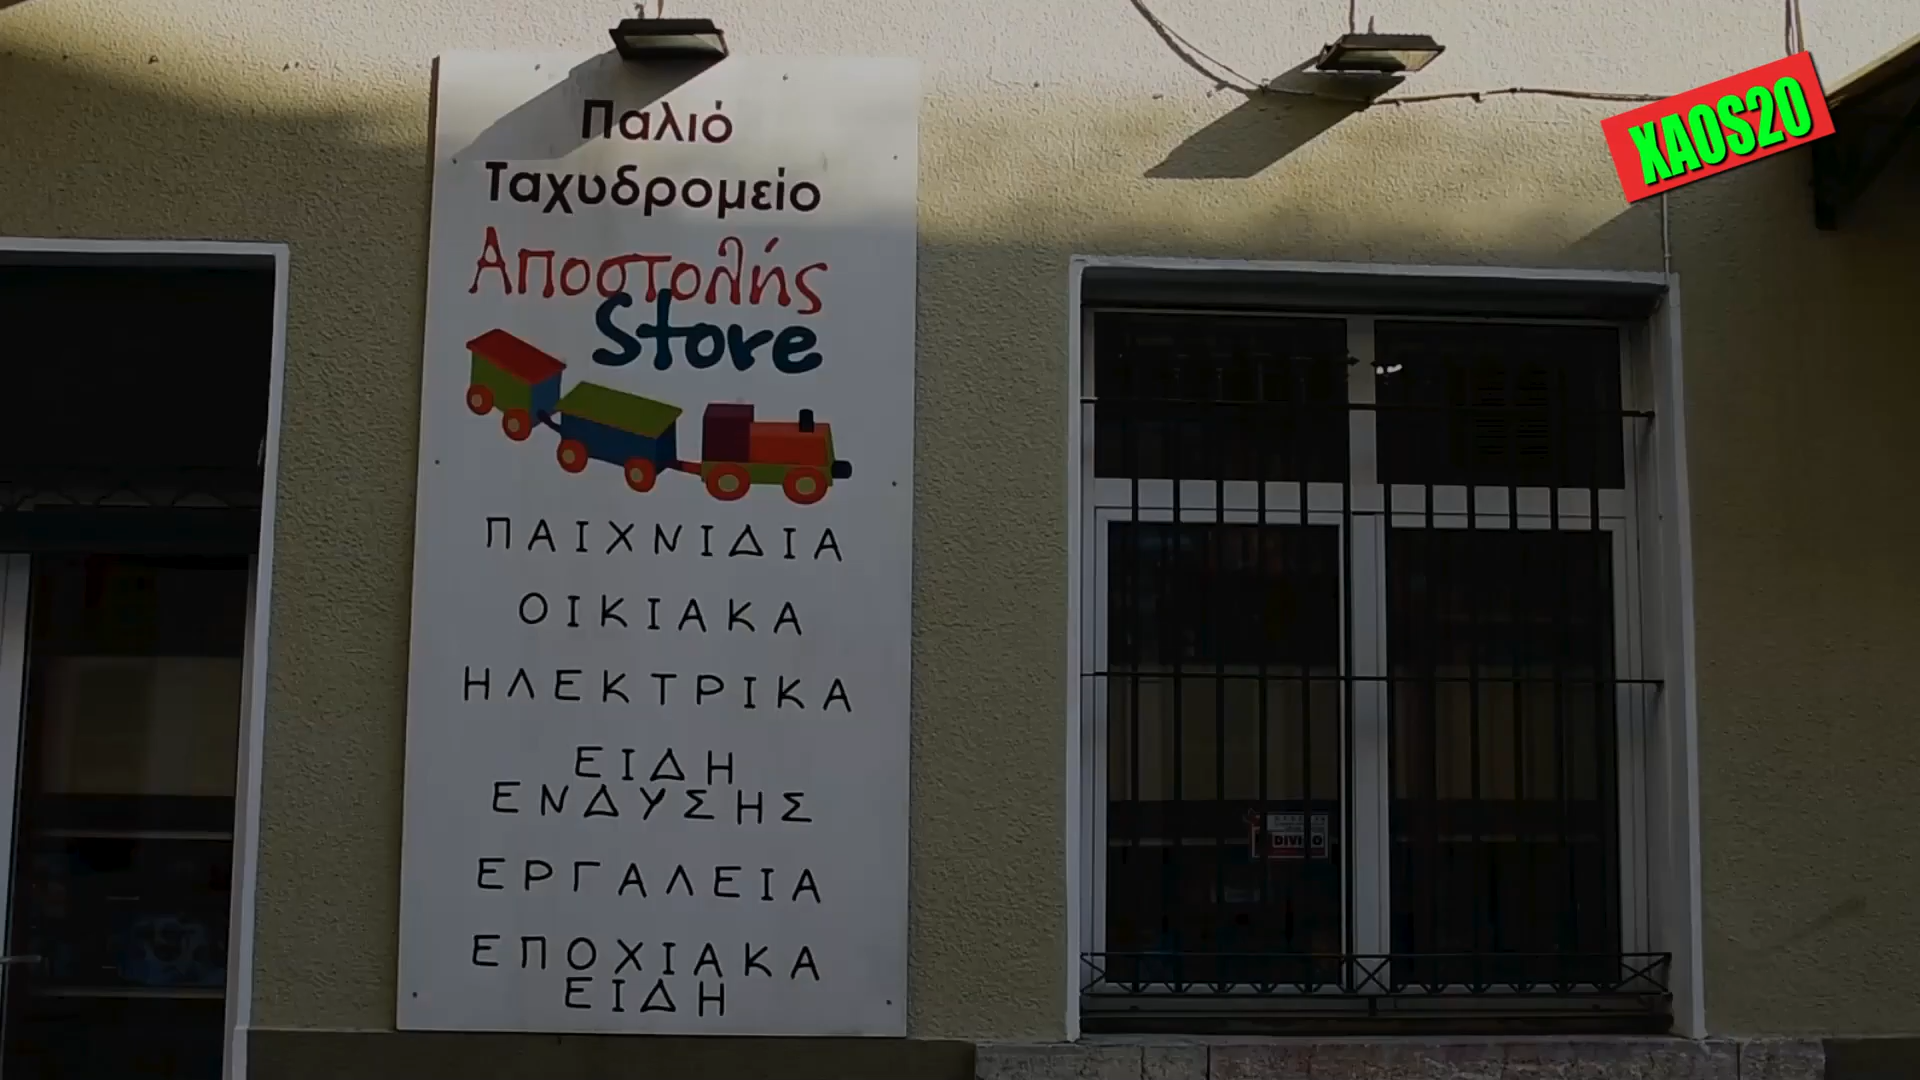 Παλιό
Ταχυδρομείο
Αποστολής
Store
ΠΑΙΧΝΙΔΙΑ
ΟΙΚΙΑΚΑ
ΗΛΕΚΤΡΙΚΑ
ΕΙΔΗ
ΕΝΔΥΣΗΣ
ΕΡΓΑΛΕΙΑ
ΕΠΟΧΙΑΚΑ
ΕΙΔΗ
XAOS20